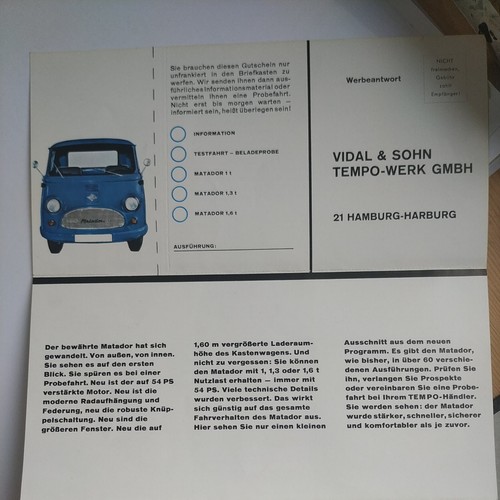 Sie brauchen diesen Gutschein nur
unfrankiert in den Briefkasten zu
werfen. Wir senden Ihnen dann aus-
führliches Informationsmaterial oder
vermitteln Ihnen eine Probefahrt.
Nicht erst bis morgen warten –
informiert sein, heißt überlegen sein!
INFORMATION
TESTFAHRT – BELADEPROBE
MATADOR 1 t
MATADOR 1,3 t
MATADOR 1,6 t
AUSFÜHRUNG:
Werbeantwort
NICHT
freimachen,
Gebühr
zahlt
Empfänger!
VIDAL & SOHN
TEMPO-WERK GMBH
21 HAMBURG-HARBURG
Matador
Der bewährte Matador hat sich
gewandelt. Von außen, von innen.
Sie sehen es auf den ersten
Blick. Sie spüren es bei einer
Probefahrt. Neu ist der auf 54 PS
verstärkte Motor. Neu ist die
moderne Radaufhängung und
Federung, neu die robuste Knüp-
pelschaltung. Neu sind die
größeren Fenster. Neu die auf
1,60 m vergrößerte Laderaum-
höhe des Kastenwagens. Und
nicht zu vergessen: Sie können
den Matador mit 1, 1,3 oder 1,6 t
Nutzlast erhalten – immer mit
54 PS. Viele technische Details
wurden verbessert. Das wirkt
sich günstig auf das gesamte
Fahrverhalten des Matador aus.
Hier sehen Sie nur einen kleinen
Ausschnitt aus dem neuen
Programm. Es gibt den Matador,
wie bisher, in über 60 verschie-
denen Ausführungen. Prüfen Sie
ihn, verlangen Sie Prospekte
oder vereinbaren Sie eine Probe-
fahrt bei Ihrem TEMPO-Händler.
Sie werden sehen: der Matador
wurde stärker, schneller, sicherer
und komfortabler als je zuvor.